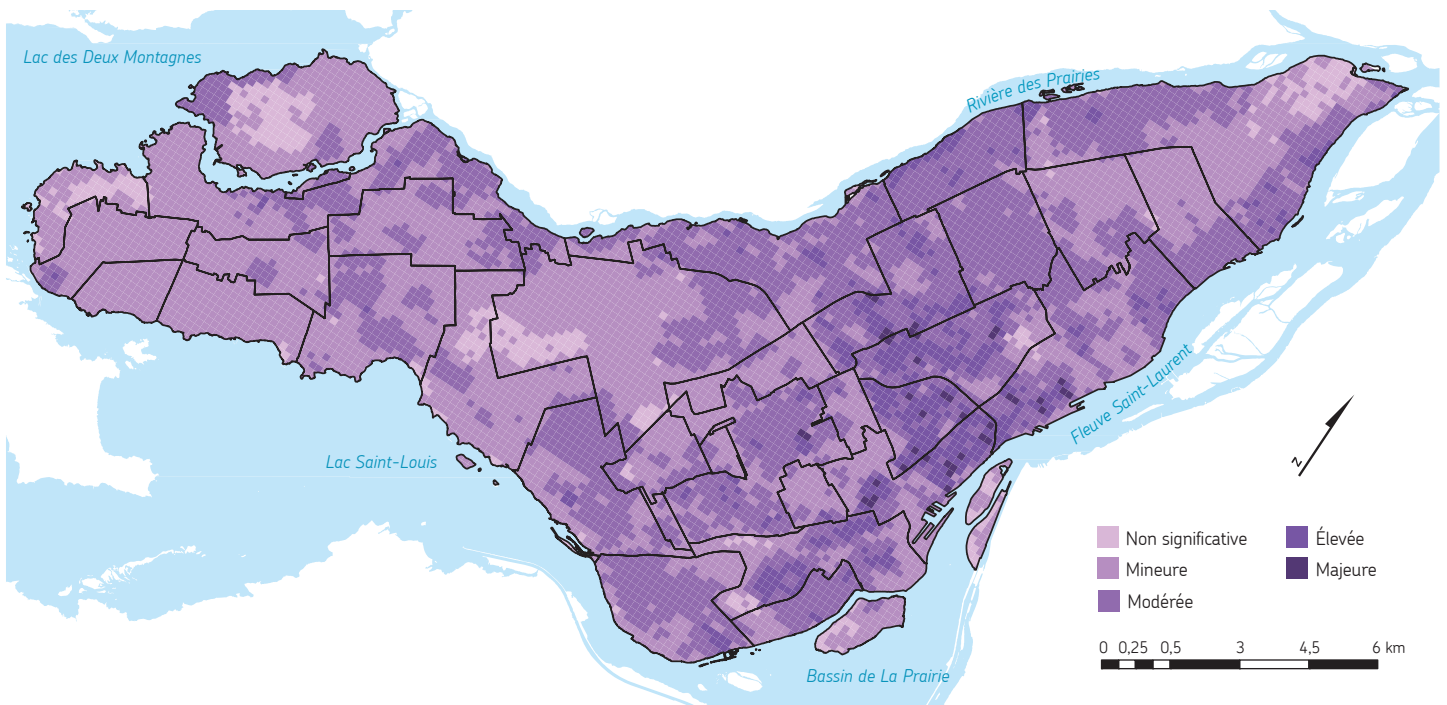 Lac des Deux Montagnes
Rivière des Prairies
Fleuve Saint-Laurent
Lac Saint-Louis
Bassin de La Prairie
N
Non significative
Mineure
Modérée
Élevée
Majeure
0 0,25 0,5 3 4,5 6 km